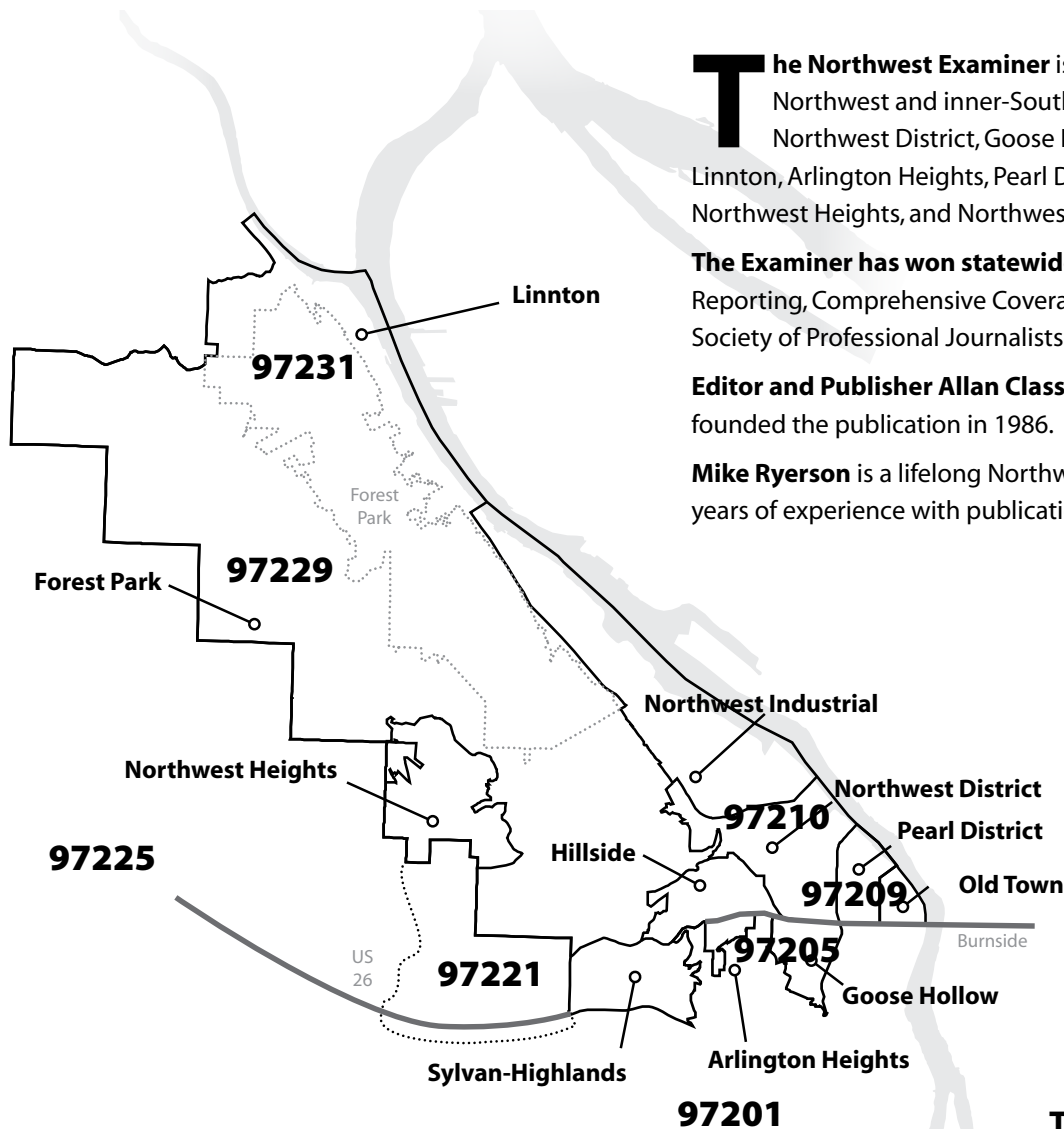 The Northwest Examiner
Northwest and inner-South
Northwest District, Goose
Linnton, Arlington Heights, Pearl
Northwest Heights, and Northwes
The Examiner has won statewid
Reporting, Comprehensive Covera
Society of Professional Journalists
Editor and Publisher Allan Class
founded the publication in 1986.
Mike Ryerson is a lifelong Northw
years of experience with publicati
Linnton
97231
Forest
Park
97229
Forest Park
Northwest Industrial
Northwest Heights
Northwest District
97210
Pearl District
97225
Hillside
97209
Old Town
Burnside
97205
US
26
97221
Goose Hollow
Arlington Heights
Sylvan-Highlands
97201